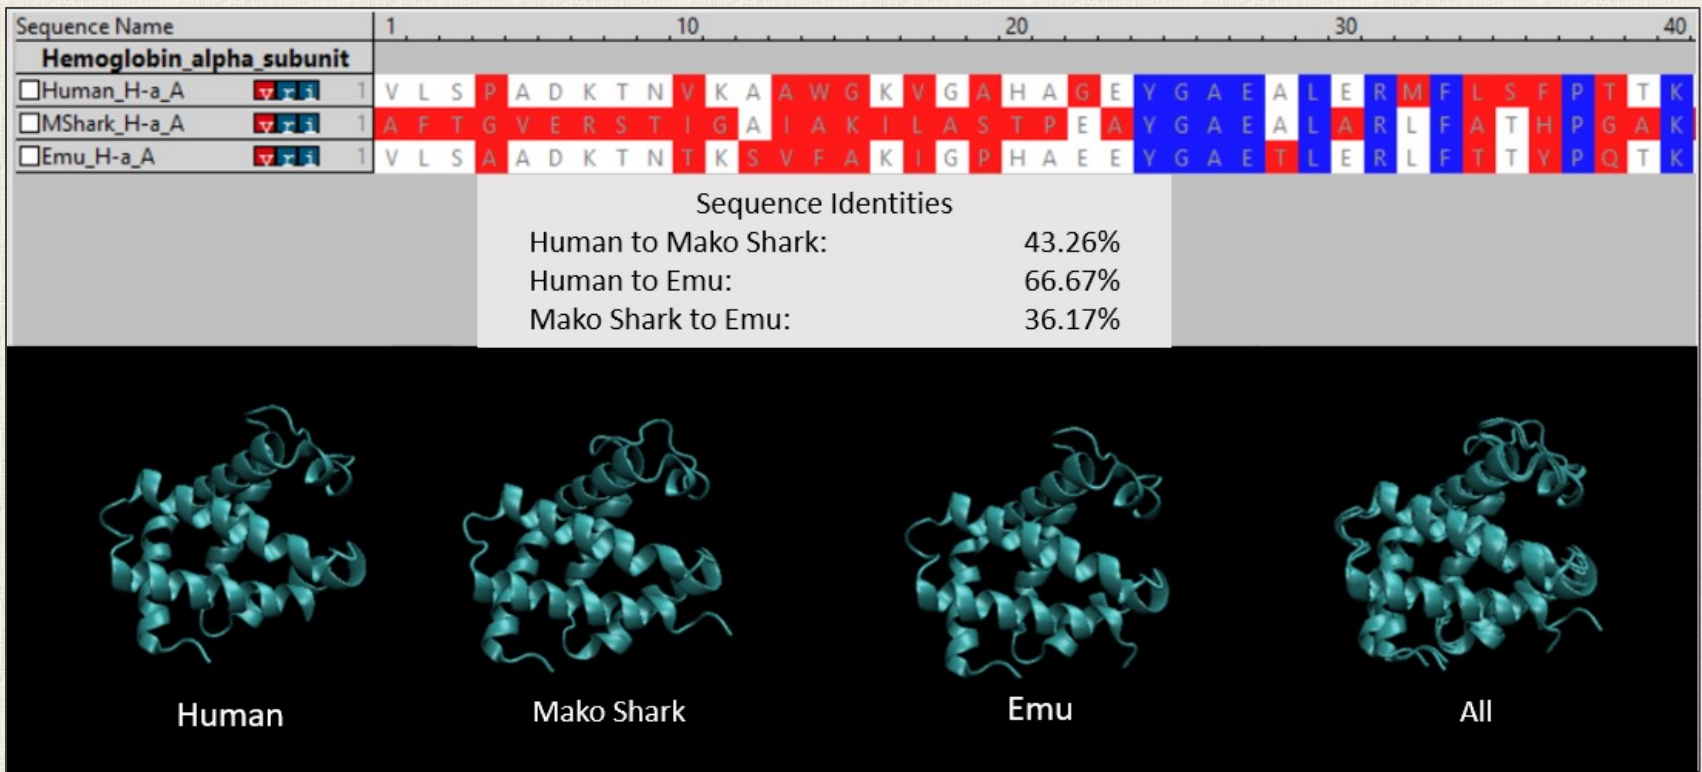 Sequence Name 1 10 20 30 40
Hemoglobin_alpha_subunit
Human_H-a_A v r i 1 V L S P A D K T N V K A A W G K V G A H A G E Y G A E A L E R M F L S F P T T K
MShark_H-a_A v r i 1 A F T G V E R S T I G A I A K I L A S T P E A Y G A E A L A R L F A T H P G A K
Emu_H-a_A v r i 1 V L S A A D K T N T K S V F A K I G P H A E E Y G A E T L E R L F T T Y P Q T K
Sequence Identities
Human to Mako Shark: 43.26%
Human to Emu: 66.67%
Mako Shark to Emu: 36.17%
Human Mako Shark Emu All